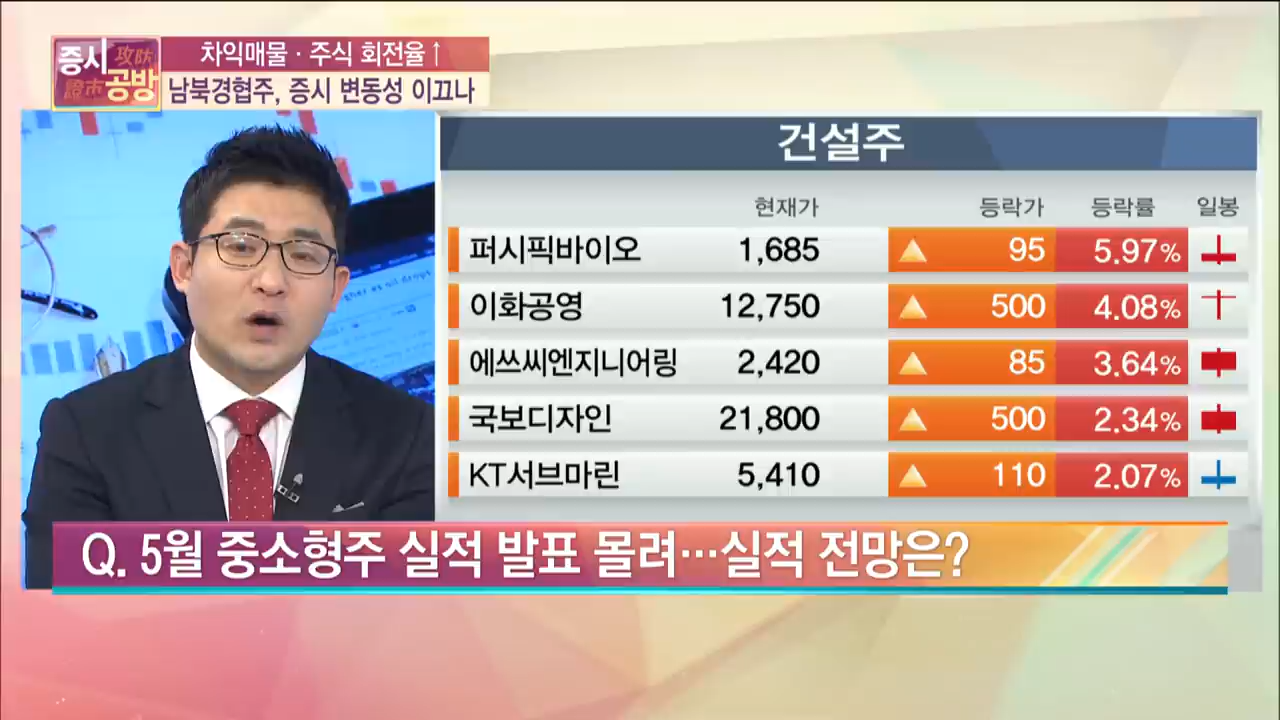 증시 攻防
證市 공방
차익매물·주식 회전율↑
남북경협주, 증시 변동성 이끄나
건설주
현재가 등락가 등락률 일봉
퍼시픽바이오 1,685 ▲ 95 5.97%
이화공영 12,750 ▲ 500 4.08%
에쓰씨엔지니어링 2,420 ▲ 85 3.64%
국보디자인 21,800 ▲ 500 2.34%
KT서브마린 5,410 ▲ 110 2.07%
Q. 5월 중소형주 실적 발표 몰려…실적 전망은?